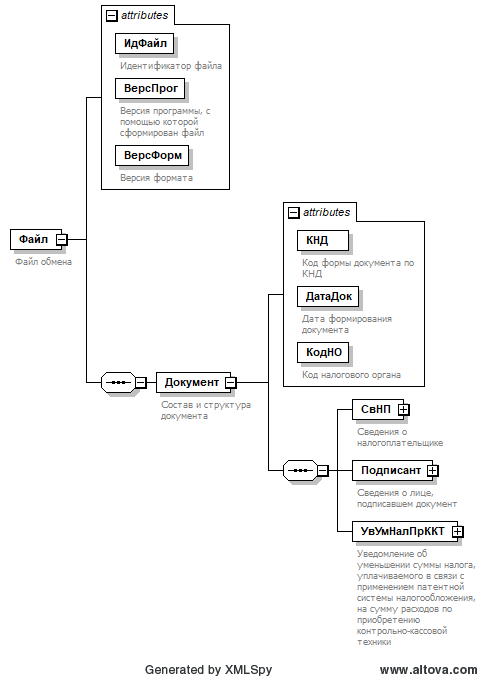 attributes
ИдФайл
Идентификатор файла
ВерсПрог
Версия программы, с
помощью которой
сформирован файл
ВерсФорм
Версия формата
Файл
Файл обмена
Документ
Состав и структура
документа
attributes
КНД
Код формы документа по
КНД
ДатаДок
Дата формирования
документа
КодНО
Код налогового органа
СвНП
Сведения о
налогоплательщике
Подписант
Сведения о лице,
подписавшем документ
УвУмНалПрККТ
Уведомление об
уменьшении суммы налога,
уплачиваемого в связи с
применением патентной
системы налогообложения,
на сумму расходов по
приобретению
контрольно-кассовой
техники
Generated by XMLSpy
www.altova.com